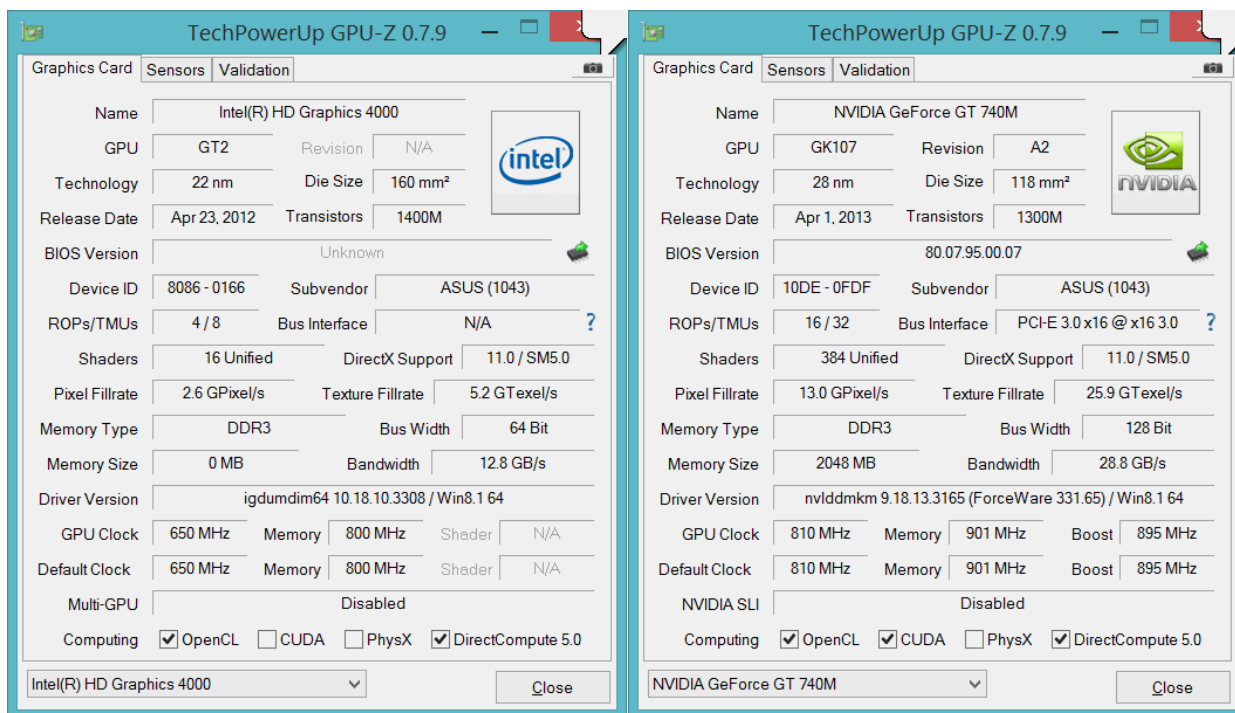 TechPowerUp GPU-Z 0.7.9
Graphics Card Sensors Validation
Name Intel(R) HD Graphics 4000
intel
GPU GT2 Revision N/A
Technology 22 nm Die Size 160 mm²
Release Date Apr 23, 2012 Transistors 1400M
BIOS Version Unknown
Device ID 8086 - 0166 Subvendor ASUS (1043)
ROPs/TMUs 4 / 8 Bus Interface N/A ?
Shaders 16 Unified DirectX Support 11.0 / SM5.0
Pixel Fillrate 2.6 GPixel/s Texture Fillrate 5.2 GTexel/s
Memory Type DDR3 Bus Width 64 Bit
Memory Size 0 MB Bandwidth 12.8 GB/s
Driver Version igdumdim64 10.18.10.3308 / Win8.1 64
GPU Clock 650 MHz Memory 800 MHz Shader N/A
Default Clock 650 MHz Memory 800 MHz Shader N/A
Multi-GPU Disabled
Computing OpenCL CUDA PhysX DirectCompute 5.0
Intel(R) HD Graphics 4000 Close
TechPowerUp GPU-Z 0.7.9
Graphics Card Sensors Validation
Name NVIDIA GeForce GT 740M
GPU GK107 Revision A2
NVIDIA
Technology 28 nm Die Size 118 mm²
Release Date Apr 1, 2013 Transistors 1300M
BIOS Version 80.07.95.00.07
Device ID 10DE - 0FDF Subvendor ASUS (1043)
ROPs/TMUs 16 / 32 Bus Interface PCI-E 3.0 x16 @ x16 3.0 ?
Shaders 384 Unified DirectX Support 11.0 / SM5.0
Pixel Fillrate 13.0 GPixel/s Texture Fillrate 25.9 GTexel/s
Memory Type DDR3 Bus Width 128 Bit
Memory Size 2048 MB Bandwidth 28.8 GB/s
Driver Version nvlddmkm 9.18.13.3165 (ForceWare 331.65) / Win8.1 64
GPU Clock 810 MHz Memory 901 MHz Boost 895 MHz
Default Clock 810 MHz Memory 901 MHz Boost 895 MHz
NVIDIA SLI Disabled
Computing OpenCL CUDA PhysX DirectCompute 5.0
NVIDIA GeForce GT 740M Close